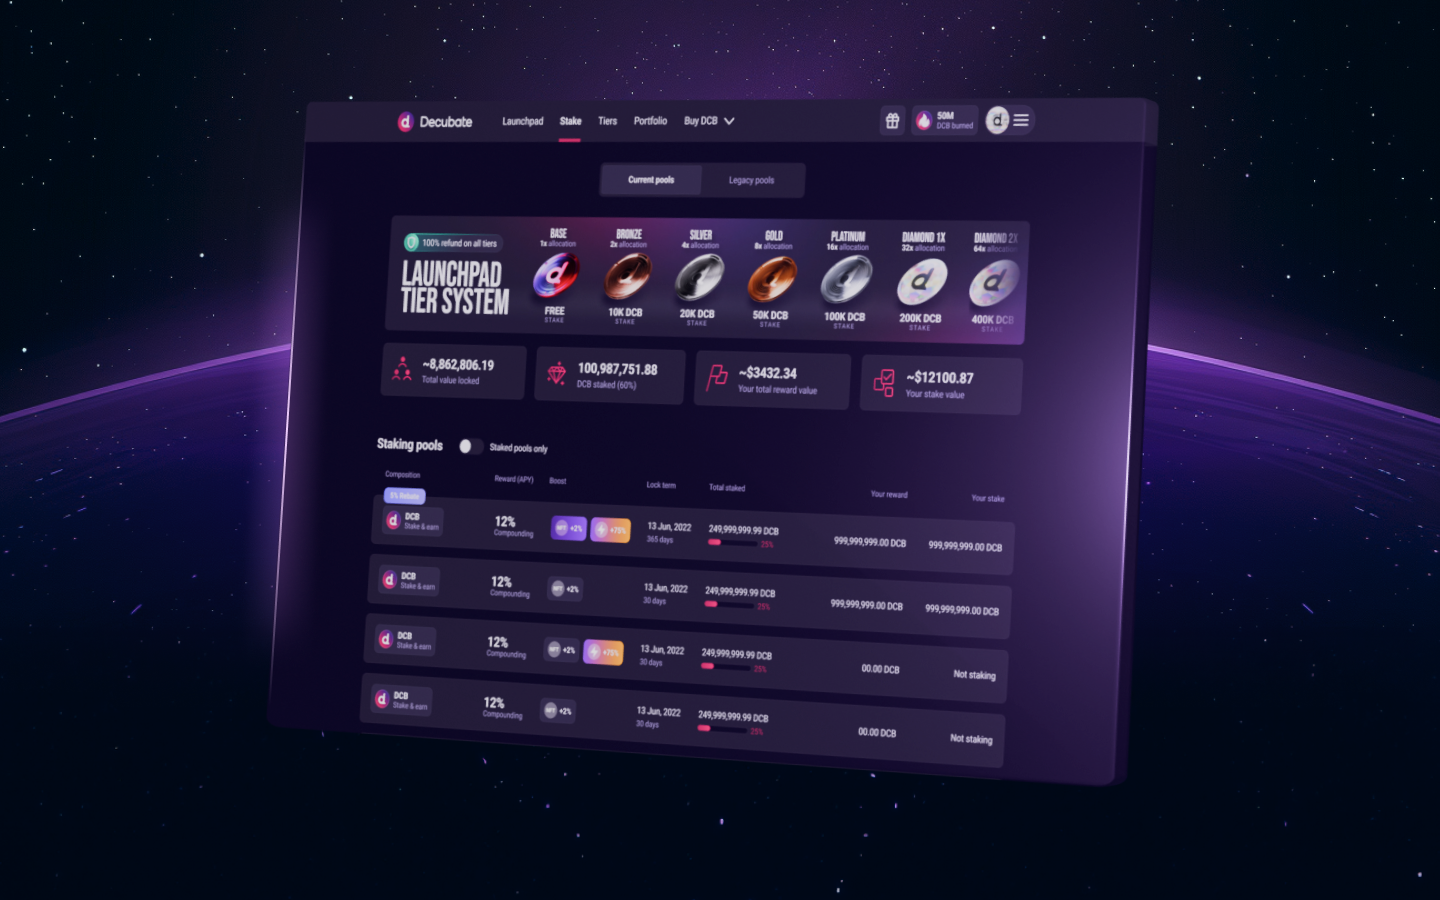 Decubate
Launchpad
Stake
Tiers
Portfolio
Buy DCB
50M
DCB burned
d
Current pools
Legacy pools
100% refund on all tiers
LAUNCHPAD
TIER SYSTEM
BASE
1x allocation
FREE
STAKE
BRONZE
2x allocation
10K DCB
STAKE
SILVER
4x allocation
20K DCB
STAKE
GOLD
8x allocation
50K DCB
STAKE
PLATINUM
16x allocation
100K DCB
STAKE
DIAMOND 1X
32x allocation
200K DCB
STAKE
DIAMOND 2X
64x allocation
400K DCB
STAKE
~8,862,806.19
Total value locked
100,987,751.88
DCB staked (60%)
~$3432.34
Your total reward value
~$12100.87
Your stake value
Staking pools
Staked pools only
Composition
Reward (APY)
Boost
Lock term
Total staked
Your reward
Your stake
5% Rebate
DCB
Stake & earn
12%
Compounding
NFT +2%
+75%
13 Jun, 2022
365 days
249,999,999.99 DCB
25%
999,999,999.00 DCB
999,999,999.00 DCB
DCB
Stake & earn
12%
Compounding
NFT +2%
13 Jun, 2022
30 days
249,999,999.99 DCB
25%
999,999,999.00 DCB
999,999,999.00 DCB
DCB
Stake & earn
12%
Compounding
NFT +2%
+75%
13 Jun, 2022
30 days
249,999,999.99 DCB
25%
00.00 DCB
Not staking
DCB
Stake & earn
12%
Compounding
NFT +2%
13 Jun, 2022
30 days
249,999,999.99 DCB
25%
00.00 DCB
Not staking